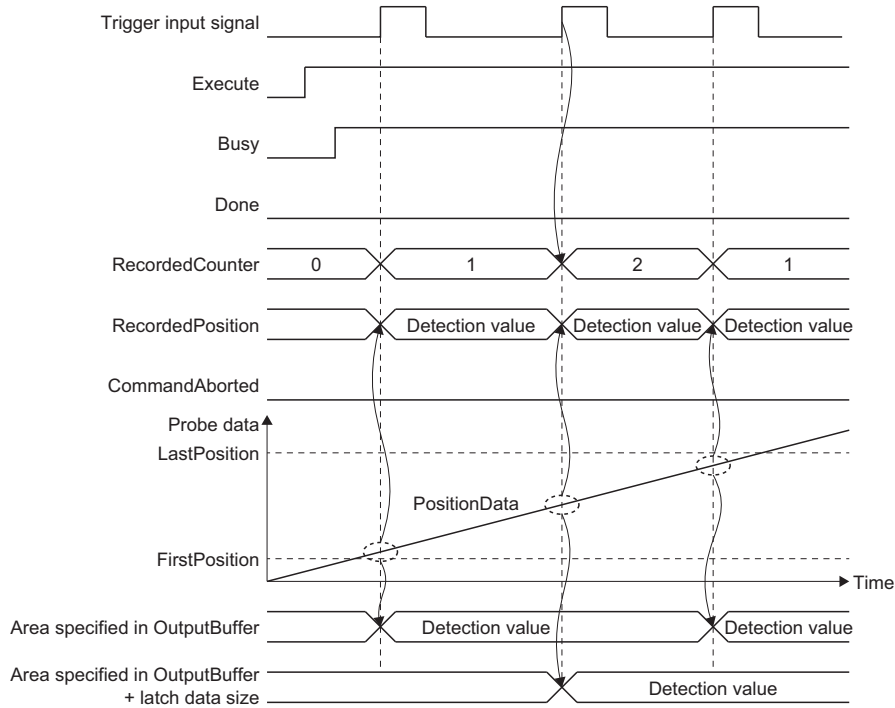 Trigger input signal
Execute
Busy
Done
RecordedCounter
0
1
2
1
RecordedPosition
Detection value
Detection value
Detection value
CommandAborted
Probe data
LastPosition
PositionData
FirstPosition
Time
Area specified in OutputBuffer
Detection value
Detection value
Area specified in OutputBuffer
+ latch data size
Detection value